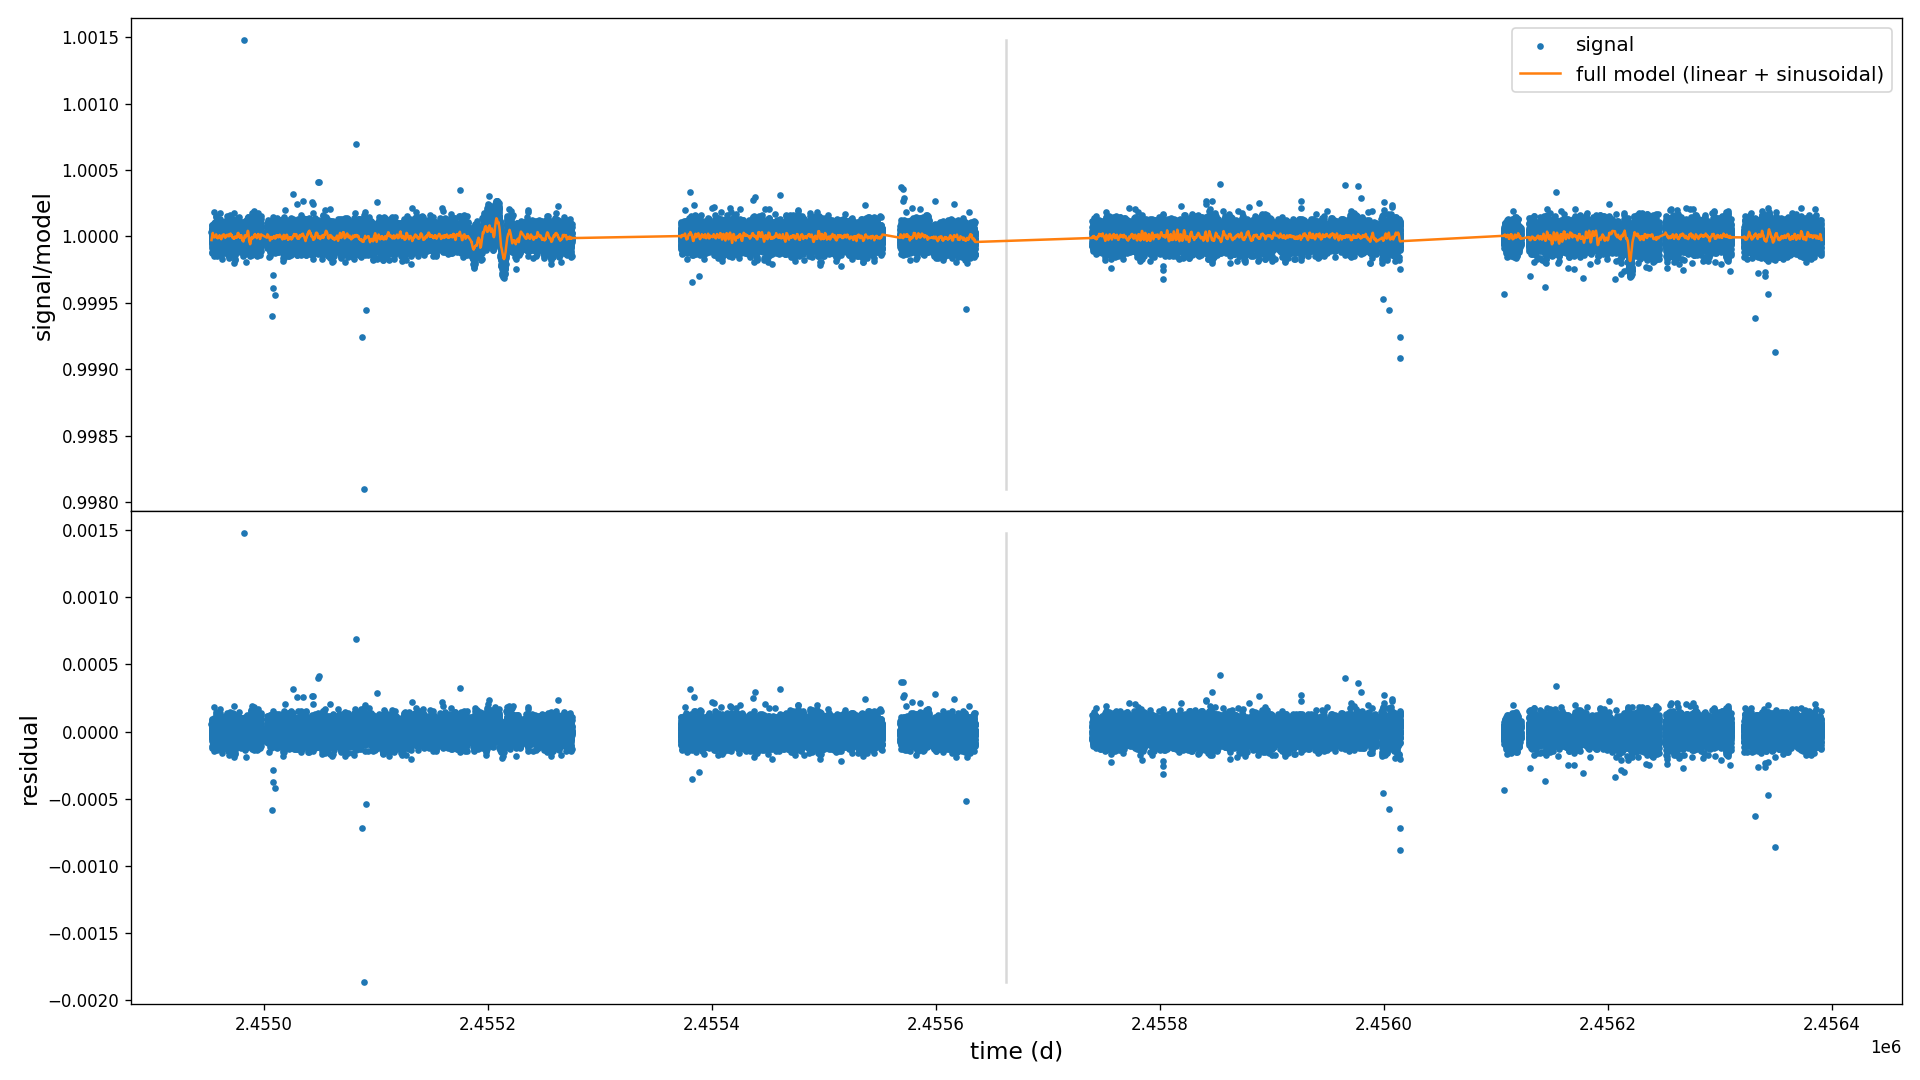 signal
full model (linear + sinusoidal)
1.0015
1.0010
1.0005
1.0000
0.9995
0.9990
0.9985
0.9980
signal/model
0.0015
0.0010
0.0005
0.0000
−0.0005
−0.0010
−0.0015
−0.0020
residual
2.4550 2.4552 2.4554 2.4556 2.4558 2.4560 2.4562 2.4564
1e6
time (d)